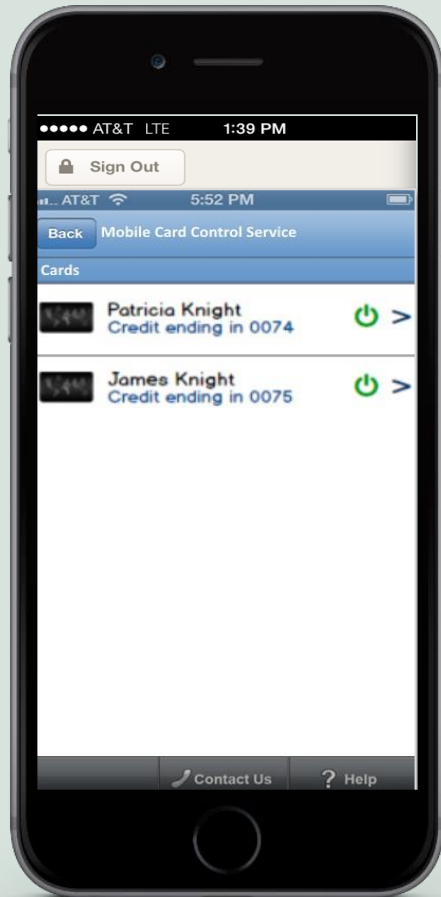 AT&T LTE 1:39 PM
Sign Out
AT&T 5:52 PM
Back Mobile Card Control Service
Cards
Patricia Knight
Credit ending in 0074 >
James Knight
Credit ending in 0075 >
Contact Us ? Help